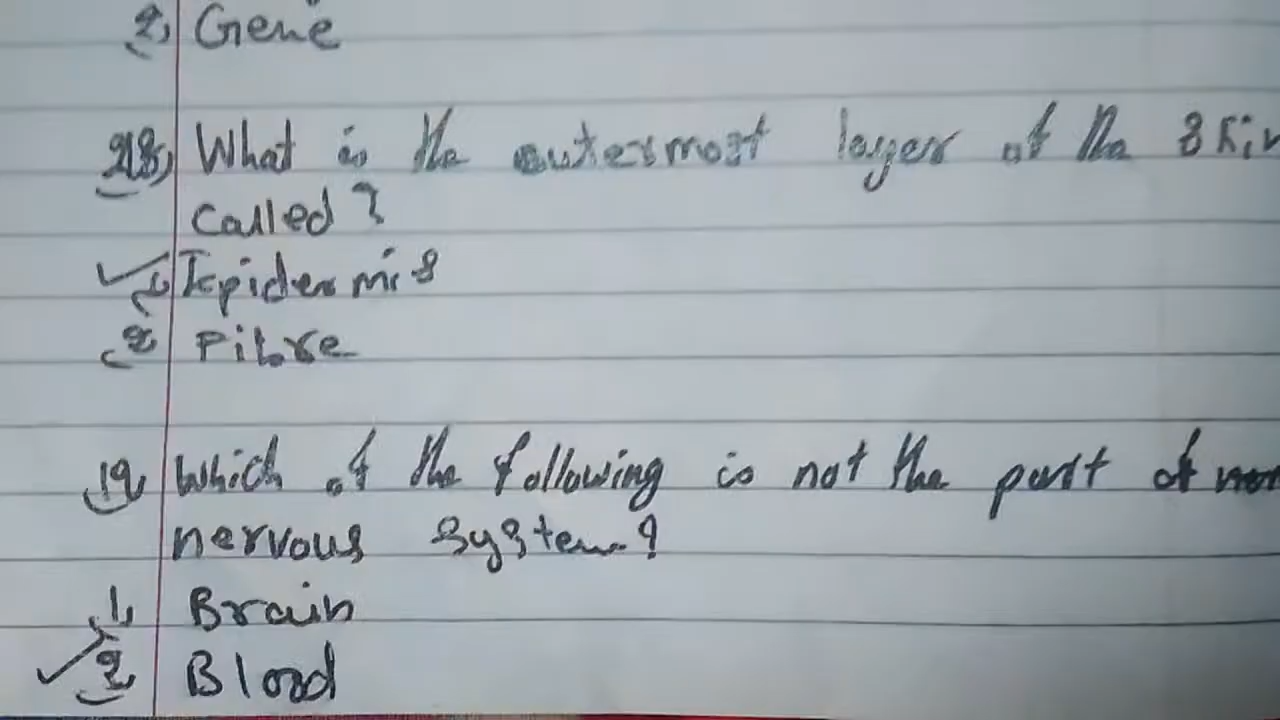 2) Gene
18) What is the outermost layer of the Skin
Called?
1) Epidermis
2) Fibre
19) Which of the following is not the part of
nervous system?
1) Brain
2) Blood